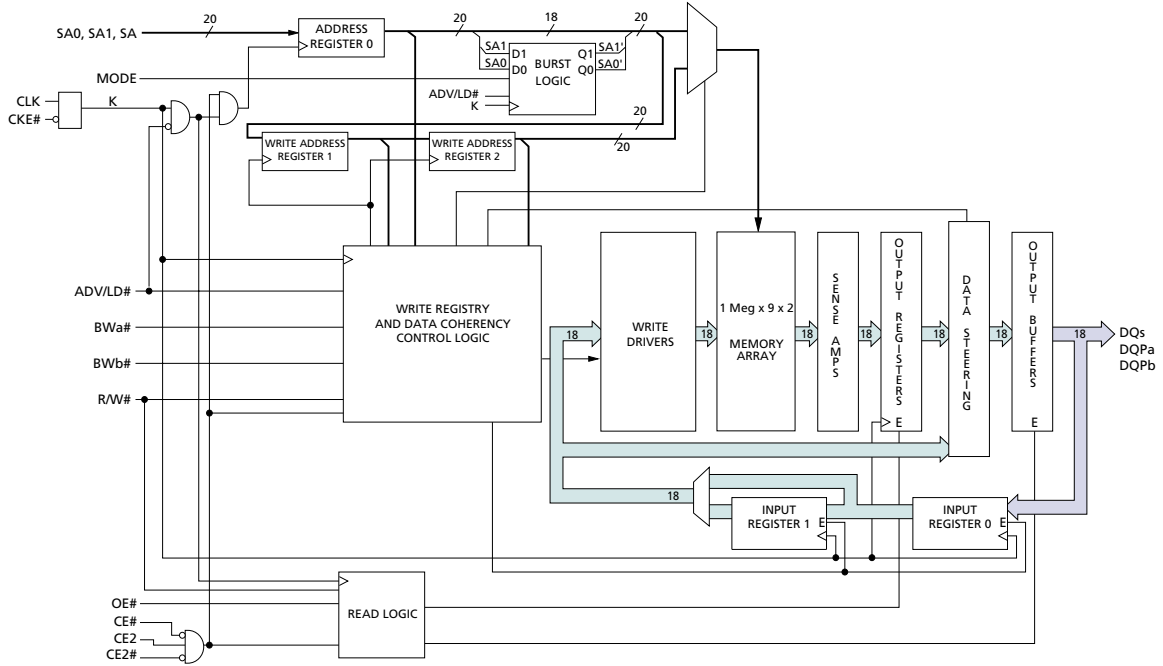 20
20
18
20
SA0, SA1, SA
ADDRESS
REGISTER 0
SA1
SA0
D1
D0
BURST
LOGIC
Q1
Q0
SA1'
SA0'
MODE
ADV/LD#
K
CLK
CKE#
K
20
20
WRITE ADDRESS
REGISTER 1
WRITE ADDRESS
REGISTER 2
ADV/LD#
BWa#
BWb#
R/W#
WRITE REGISTRY
AND DATA COHERENCY
CONTROL LOGIC
18
WRITE
DRIVERS
18
1 Meg x 9 x 2
MEMORY
ARRAY
18
SENSE AMPS
18
OUTPUT REGISTERS
E
18
DATA STEERING
18
OUTPUT BUFFERS
E
18
DQs
DQPa
DQPb
18
INPUT
REGISTER 1
E
INPUT
REGISTER 0
E
OE#
CE#
CE2
CE2#
READ LOGIC